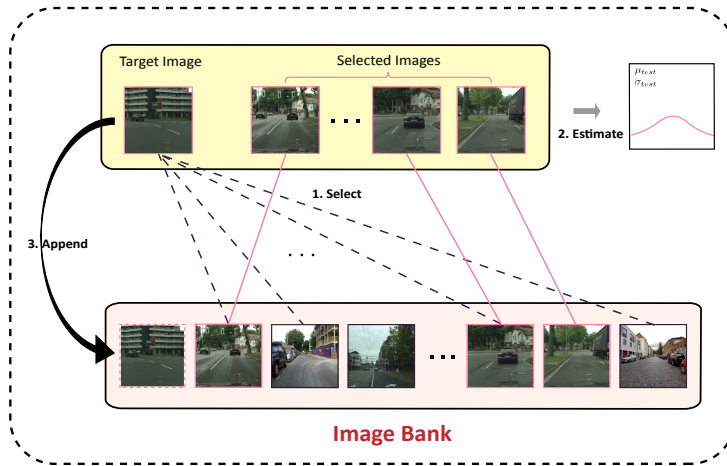 Target Image
Selected Images
μtest
σtest
2. Estimate
1. Select
3. Append
Image Bank